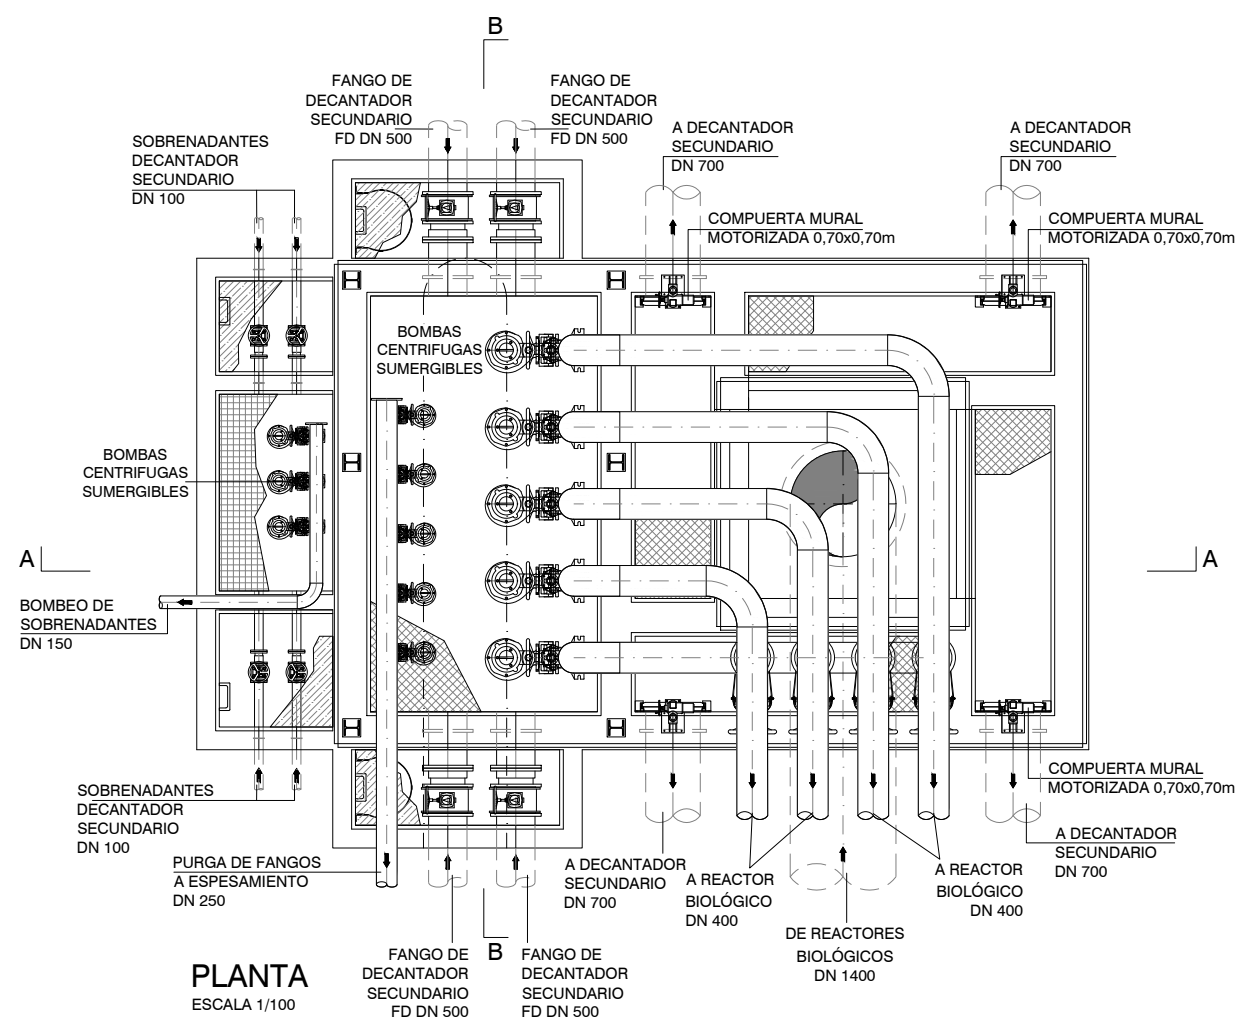 B
FANGO DE
DECANTADOR
SECUNDARIO
FD DN 500
FANGO DE
DECANTADOR
SECUNDARIO
FD DN 500
SOBRENADANTES
DECANTADOR
SECUNDARIO
DN 100
A DECANTADOR
SECUNDARIO
DN 700
A DECANTADOR
SECUNDARIO
DN 700
COMPUERTA MURAL
MOTORIZADA 0,70x0,70m
COMPUERTA MURAL
MOTORIZADA 0,70x0,70m
BOMBAS
CENTRIFUGAS
SUMERGIBLES
BOMBAS
CENTRIFUGAS
SUMERGIBLES
A
A
BOMBEO DE
SOBRENADANTES
DN 150
SOBRENADANTES
DECANTADOR
SECUNDARIO
DN 100
COMPUERTA MURAL
MOTORIZADA 0,70x0,70m
PURGA DE FANGOS
A ESPESAMIENTO
DN 250
A DECANTADOR
SECUNDARIO
DN 700
A REACTOR
BIOLÓGICO
DN 400
A REACTOR
BIOLÓGICO
DN 400
A DECANTADOR
SECUNDARIO
DN 700
DE REACTORES
BIOLÓGICOS
DN 1400
B
FANGO DE
DECANTADOR
SECUNDARIO
FD DN 500
FANGO DE
DECANTADOR
SECUNDARIO
FD DN 500
PLANTA
ESCALA 1/100